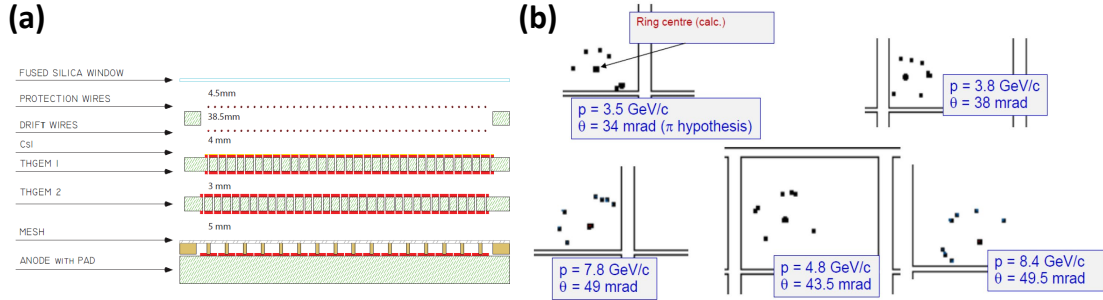 (a)
FUSED SILICA WINDOW
4.5mm
PROTECTION WIRES
38.5mm
DRIFT WIRES
4 mm
CsI
THGEM 1
3 mm
THGEM 2
5 mm
MESH
ANODE WITH PAD
(b)
Ring centre (calc.)
p = 3.5 GeV/c
θ = 34 mrad (π hypothesis)
p = 3.8 GeV/c
θ = 38 mrad
p = 7.8 GeV/c
θ = 49 mrad
p = 4.8 GeV/c
θ = 43.5 mrad
p = 8.4 GeV/c
θ = 49.5 mrad